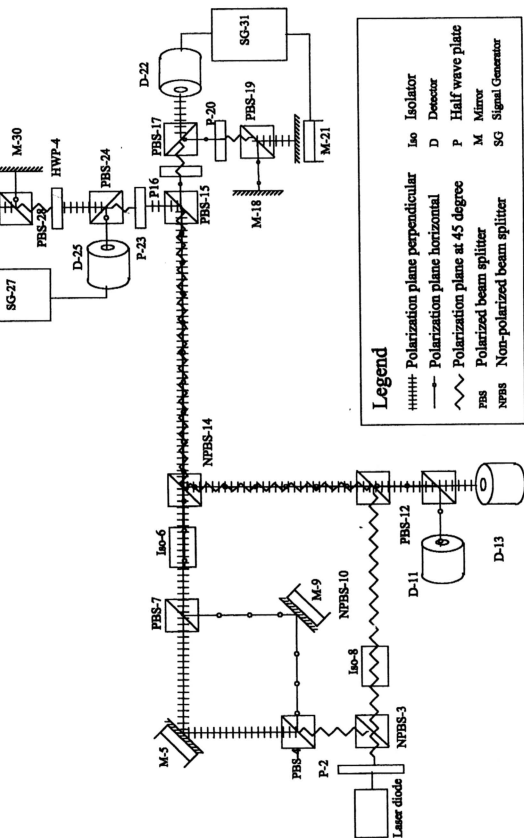 SG-31
D-22
PBS-19
M-30
HWP-4
PBS-24
PBS-17
P-20
M-21
PBS-28
P16
PBS-15
M-18
SG-27
D-25
P-23
NPBS-14
Iso-6
PBS-7
M-9
NPBS-10
PBS-12
D-11
D-13
M-5
Iso-8
NPBS-3
P-2
Laser diode
Legend
Polarization plane perpendicular
Polarization plane horizontal
Polarization plane at 45 degree
PBS Polarized beam splitter
NPBS Non-polarized beam splitter
Iso Isolator
D Detector
P Half wave plate
M Mirror
SG Signal Generator